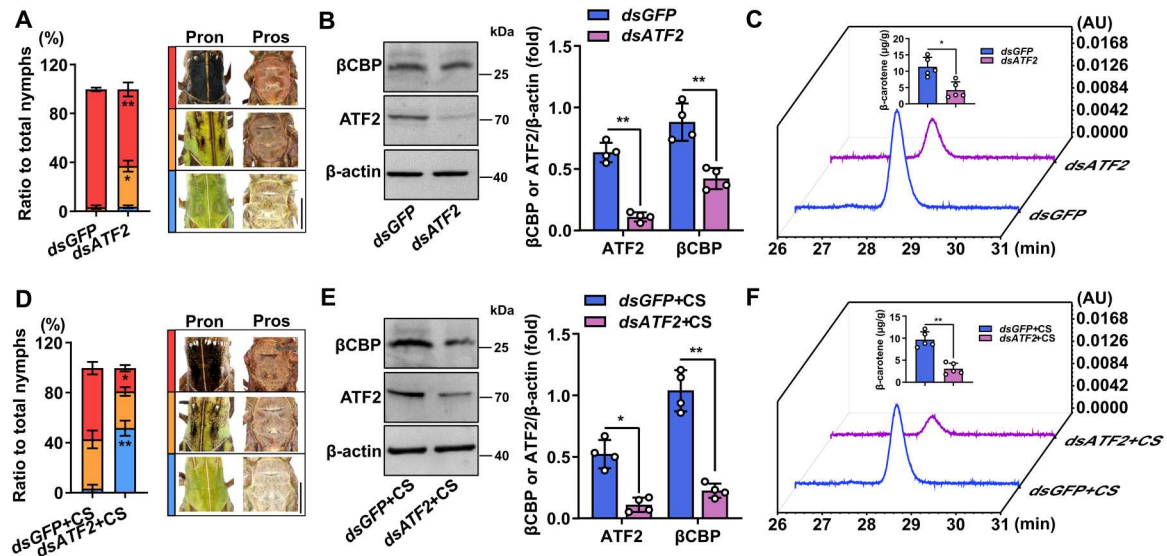 A
(%)
Ratio to total nymphs
120
80
40
0
dsGFP
dsATF2
**
*
Pron Pros
B
kDa
βCBP
25
ATF2
70
β-actin
40
dsGFP
dsATF2
dsGFP
dsATF2
βCBP or ATF2/β-actin (fold)
1.5
1.0
0.5
0.0
**
**
ATF2 βCBP
C
(AU)
0.0168
0.0126
0.0084
0.0042
0.0000
β-carotene (μg/g)
20
15
10
5
0
*
dsGFP
dsATF2
dsATF2
dsGFP
26 27 28 29 30 31 (min)
D
(%)
Ratio to total nymphs
120
80
40
0
*
**
dsGFP+CS
dsATF2+CS
Pron Pros
E
kDa
βCBP
25
ATF2
70
β-actin
40
dsGFP+CS
dsATF2+CS
dsGFP+CS
dsATF2+CS
βCBP or ATF2/β-actin (fold)
1.5
1.0
0.5
0.0
*
**
ATF2 βCBP
F
(AU)
0.0168
0.0126
0.0084
0.0042
0.0000
β-carotene (μg/g)
20
15
10
5
0
**
dsGFP+CS
dsATF2+CS
dsATF2+CS
dsGFP+CS
26 27 28 29 30 31 (min)